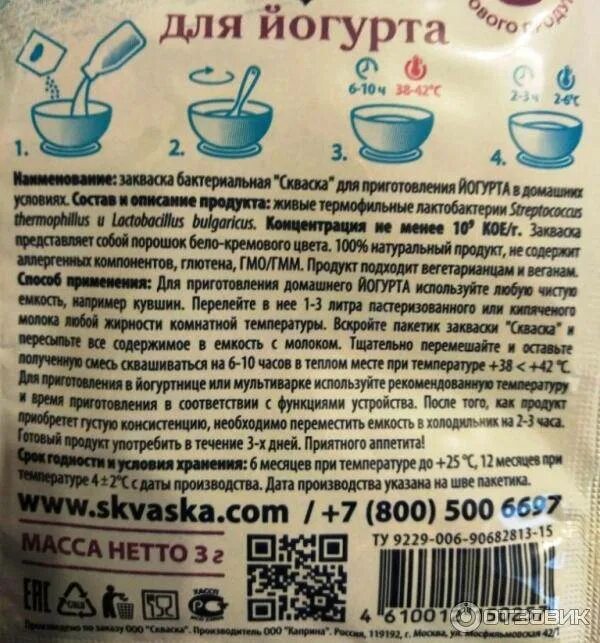 для йогурта
ового проду
6-10 ч 38-42°C
2-3 ч 2-6°C
1. 2. 3. 4.
Наименование: закваска бактериальная "Скваска" для приготовления ЙОГУРТА в домашних
условиях. Состав и описание продукта: живые термофильные лактобактерии Streptococcus
thermophillus и Lactobacillus bulgaricus. Концентрация не менее 10⁹ КОЕ/г. Закваска
представляет собой порошок бело-кремового цвета. 100% натуральный продукт, не содержит
аллергенных компонентов, глютена, ГМО/ГММ. Продукт подходит вегетарианцам и веганам.
Способ применения: Для приготовления домашнего ЙОГУРТА используйте любую чистую
емкость, например кувшин. Перелейте в нее 1-3 литра пастеризованного или кипяченого
молока любой жирности комнатной температуры. Вскройте пакетик закваски "Скваска" и
пересыпьте все содержимое в емкость с молоком. Тщательно перемешайте и оставьте
полученную смесь сквашиваться на 6-10 часов в теплом месте при температуре +38 < +42 °С.
Для приготовления в йогуртнице или мультиварке используйте рекомендованную температуру
и время приготовления в соответствии с функциями устройства. После того, как продукт
приобретет густую консистенцию, необходимо переместить емкость в холодильник на 2-3 часа.
Готовый продукт употребить в течение 3-х дней. Приятного аппетита!
Срок годности и условия хранения: 6 месяцев при температуре до +25 °С, 12 месяцев при
температуре 4±2°С с даты производства. Дата производства указана на шве пакетика.
www.skvaska.com / +7 (800) 500 6697
МАССА НЕТТО 3 г
ТУ 9229-006-90682813-15
4 610012
ЕАС
Произведено по заказу ООО "Скваска". Производитель ООО "Каприна". Россия, 119192, г. Москва, ул. Мосфильмовская 42/1
ОТЗОВИК